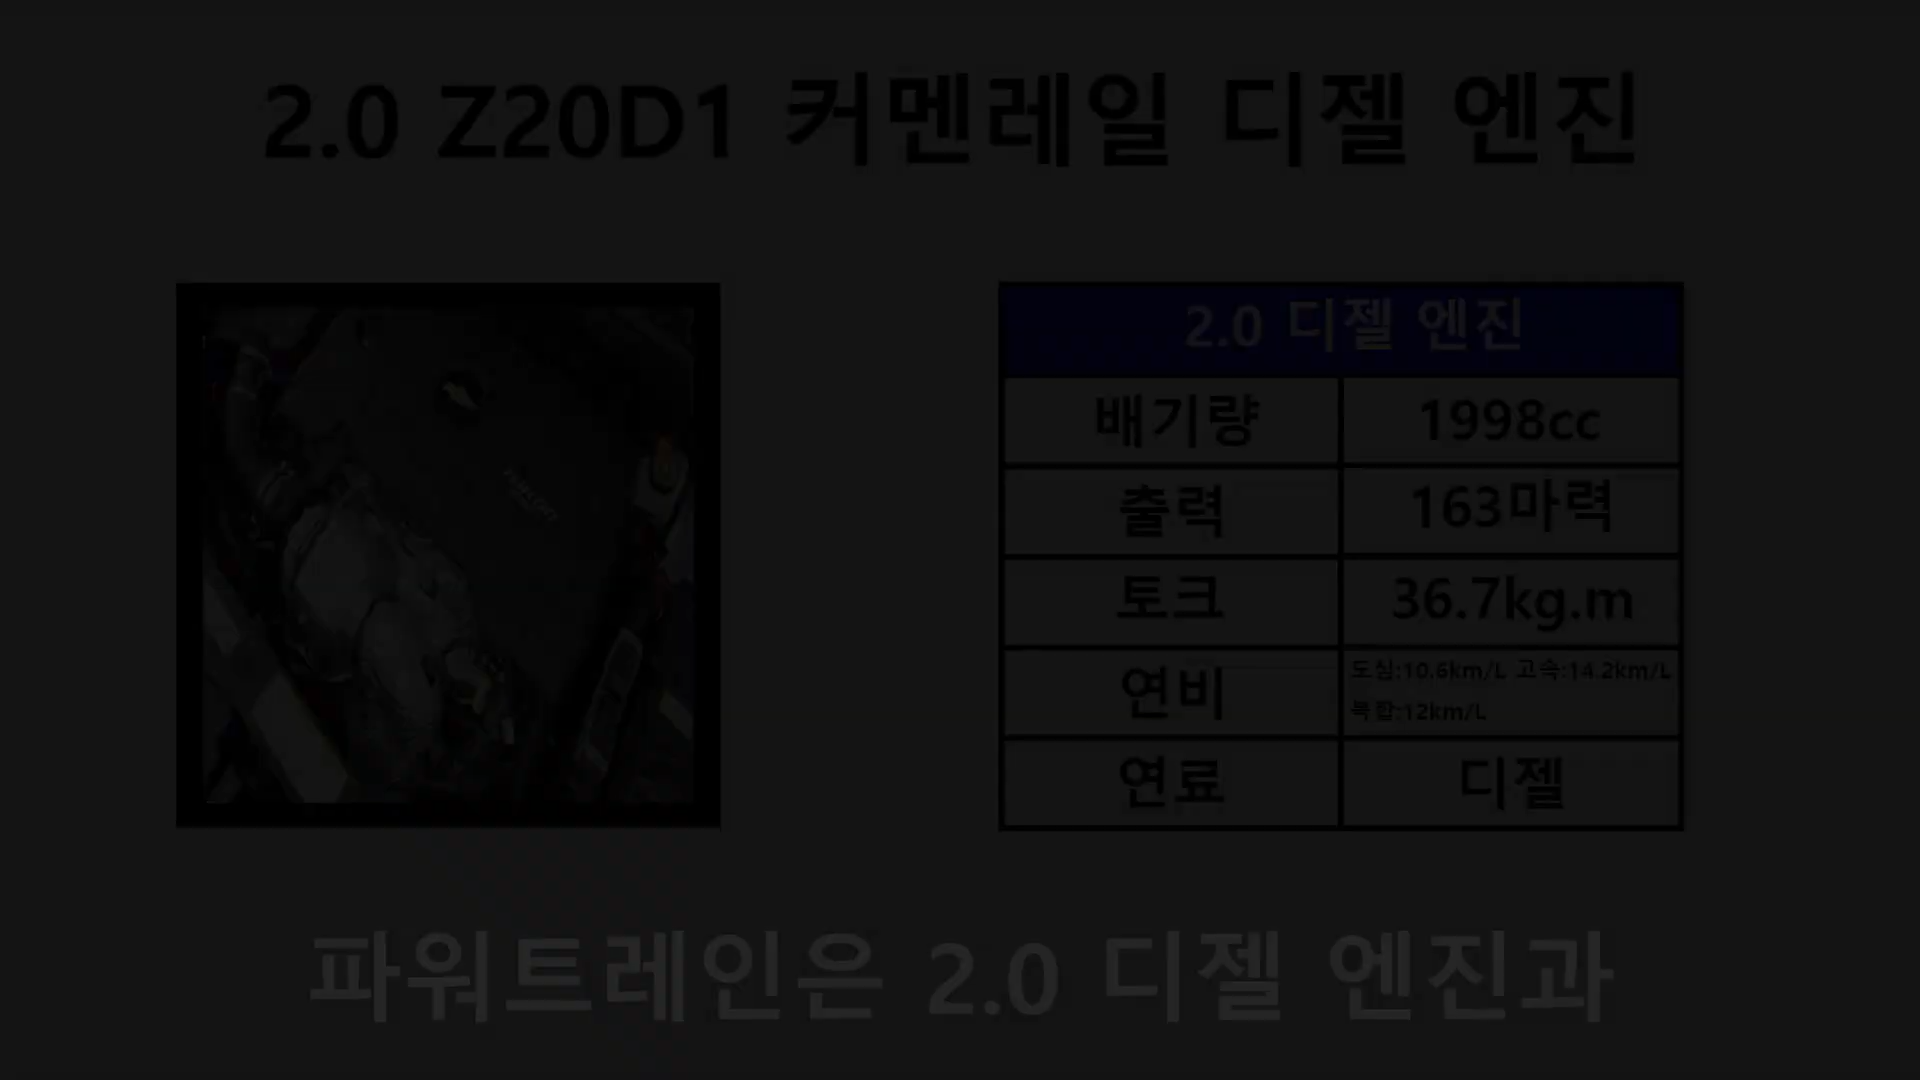 2.0 Z20D1 커멘레일 디젤 엔진
2.0 디젤 엔진
배기량 1998cc
출력 163마력
토크 36.7kg.m
연비 도심:10.6km/L 고속:14.2km/L
복합:12km/L
연료 디젤
파워트레인은 2.0 디젤 엔진과